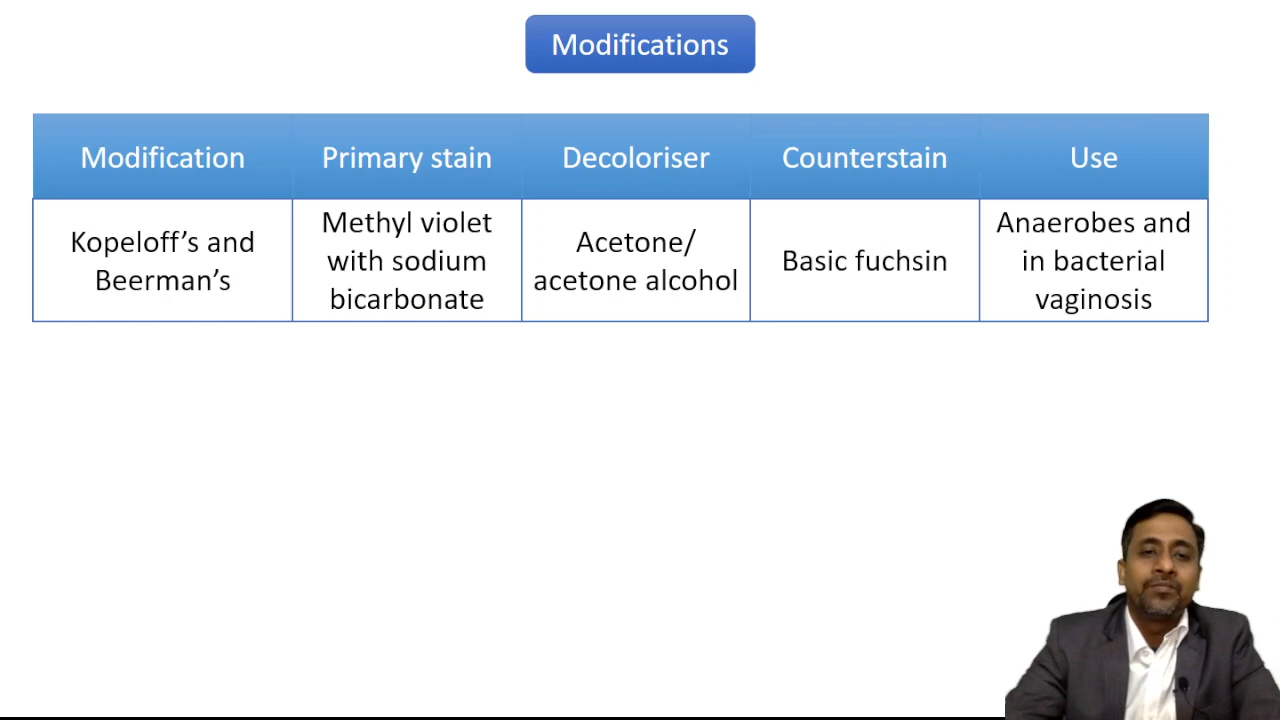 Modifications
Modification Primary stain Decoloriser Counterstain Use
Kopeloff’s and
Beerman’s
Methyl violet
with sodium
bicarbonate
Acetone/
acetone alcohol
Basic fuchsin
Anaerobes and
in bacterial
vaginosis